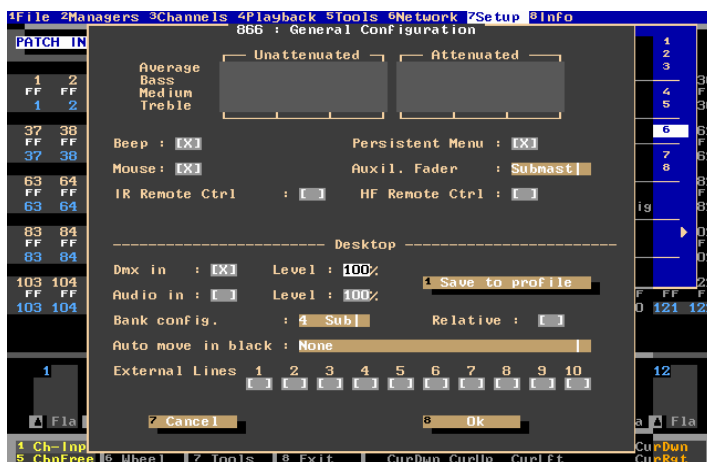 1File 2Managers 3Channels 4Playback 5Tools 6Network 7Setup 8Info
866 : General Configuration
PATCH IN
Unattenuated Attenuated
Average
Bass
Medium
Treble
1 2
FF FF
1 2
1
2
3
4
5
6
7
8
37 38
FF FF
37 38
Beep : [X] Persistent Menu : [X]
Mouse: [X] Auxil. Fader : Submast
63 64
FF FF
63 64
IR Remote Ctrl : [ ] HF Remote Ctrl : [ ]
ig
83 84
FF FF
83 84
Desktop
Dmx in : [X] Level : 100%
1 Save to profile
103 104
FF FF
103 104
Audio in : [ ] Level : 100%
F FF F
0 121 12
Bank config. : 4 Sub Relative : [ ]
Auto move in black : None
External Lines 1 2 3 4 5 6 7 8 9 10
[ ] [ ] [ ] [ ] [ ] [ ] [ ] [ ] [ ] [ ]
1 12
Fla 7 Cancel 8 Ok a Fla
1 Ch-Inp CurDwn
5 ChnFree 6 Wheel 7 Tools 8 Exit CurDwn CurUp CurLft CurRgt